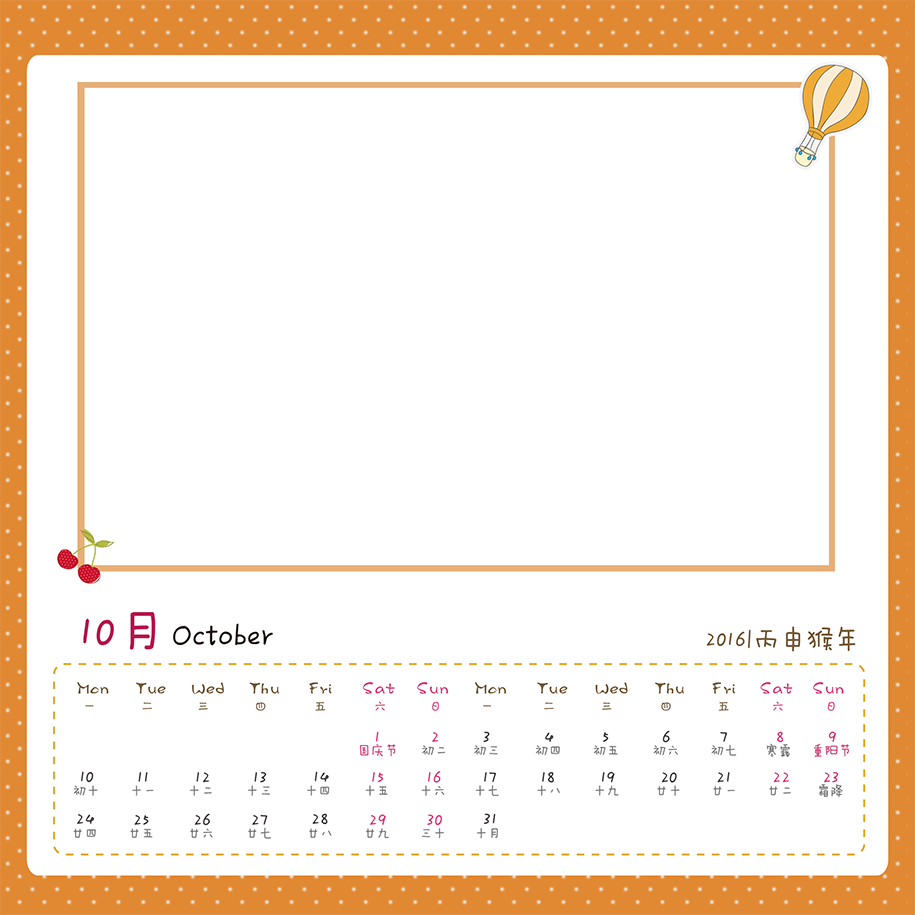 10月 October 2016|丙申猴年
Mon Tue Wed Thu Fri Sat Sun Mon Tue Wed Thu Fri Sat Sun
一 二 三 四 五 六 日 一 二 三 四 五 六 日
1 2 3 4 5 6 7 8 9
国庆节 初二 初三 初四 初五 初六 初七 寒露 重阳节
10 11 12 13 14 15 16 17 18 19 20 21 22 23
初十 十一 十二 十三 十四 十五 十六 十七 十八 十九 廿十 廿一 廿二 霜降
24 25 26 27 28 29 30 31
廿四 廿五 廿六 廿七 廿八 廿九 三十 十月